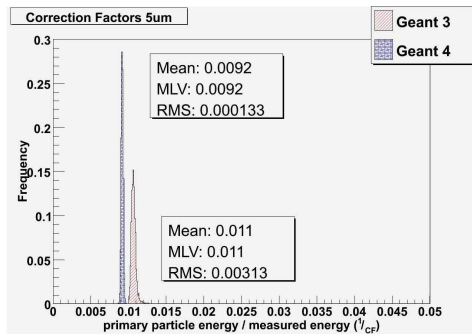 Correction Factors 5um
Geant 3
Geant 4
Mean: 0.0092
MLV: 0.0092
RMS: 0.000133
Mean: 0.011
MLV: 0.011
RMS: 0.00313
Frequency
0.3
0.25
0.2
0.15
0.1
0.05
0
0 0.005 0.01 0.015 0.02 0.025 0.03 0.035 0.04 0.045 0.05
primary particle energy / measured energy (1/CF)